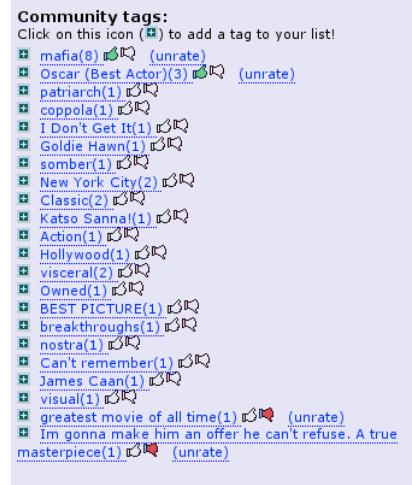 Community tags:
Click on this icon ( ) to add a tag to your list!
mafia(8) (unrate)
Oscar (Best Actor)(3) (unrate)
patriarch(1)
coppola(1)
I Don't Get It(1)
Goldie Hawn(1)
somber(1)
New York City(2)
Classic(2)
Katso Sanna!(1)
Action(1)
Hollywood(1)
visceral(2)
Owned(1)
BEST PICTURE(1)
breakthroughs(1)
nostra(1)
Can't remember(1)
James Caan(1)
visual(1)
greatest movie of all time(1) (unrate)
Im gonna make him an offer he can't refuse. A true
masterpiece(1) (unrate)